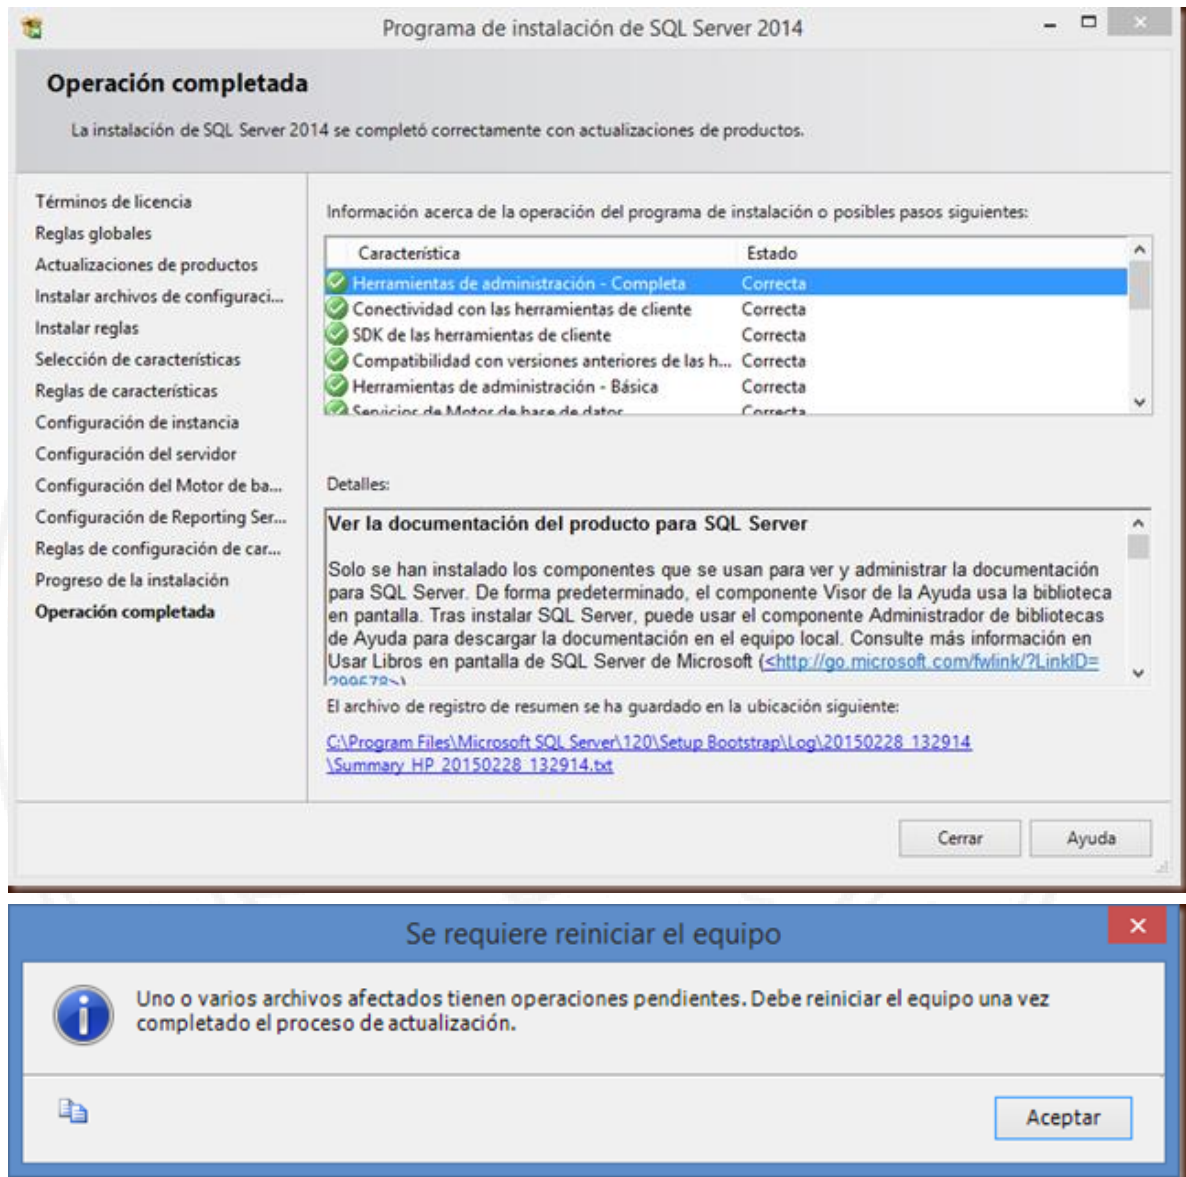 Programa de instalación de SQL Server 2014
Operación completada
La instalación de SQL Server 2014 se completó correctamente con actualizaciones de productos.
Términos de licencia
Reglas globales
Actualizaciones de productos
Instalar archivos de configuraci...
Instalar reglas
Selección de características
Reglas de características
Configuración de instancia
Configuración del servidor
Configuración del Motor de ba...
Configuración de Reporting Ser...
Reglas de configuración de car...
Progreso de la instalación
Operación completada
Información acerca de la operación del programa de instalación o posibles pasos siguientes:
Característica Estado
Herramientas de administración - Completa Correcta
Conectividad con las herramientas de cliente Correcta
SDK de las herramientas de cliente Correcta
Compatibilidad con versiones anteriores de las h... Correcta
Herramientas de administración - Básica Correcta
Servicios de Motor de base de datos Correcta
Detalles:
Ver la documentación del producto para SQL Server
Solo se han instalado los componentes que se usan para ver y administrar la documentación
para SQL Server. De forma predeterminado, el componente Visor de la Ayuda usa la biblioteca
en pantalla. Tras instalar SQL Server, puede usar el componente Administrador de bibliotecas
de Ayuda para descargar la documentación en el equipo local. Consulte más información en
Usar Libros en pantalla de SQL Server de Microsoft (<http://go.microsoft.com/fwlink/?LinkID=
299578>)
El archivo de registro de resumen se ha guardado en la ubicación siguiente:
C:\Program Files\Microsoft SQL Server\120\Setup Bootstrap\Log\20150228_132914
\Summary_HP_20150228_132914.txt
Cerrar Ayuda
Se requiere reiniciar el equipo
Uno o varios archivos afectados tienen operaciones pendientes. Debe reiniciar el equipo una vez
completado el proceso de actualización.
Aceptar